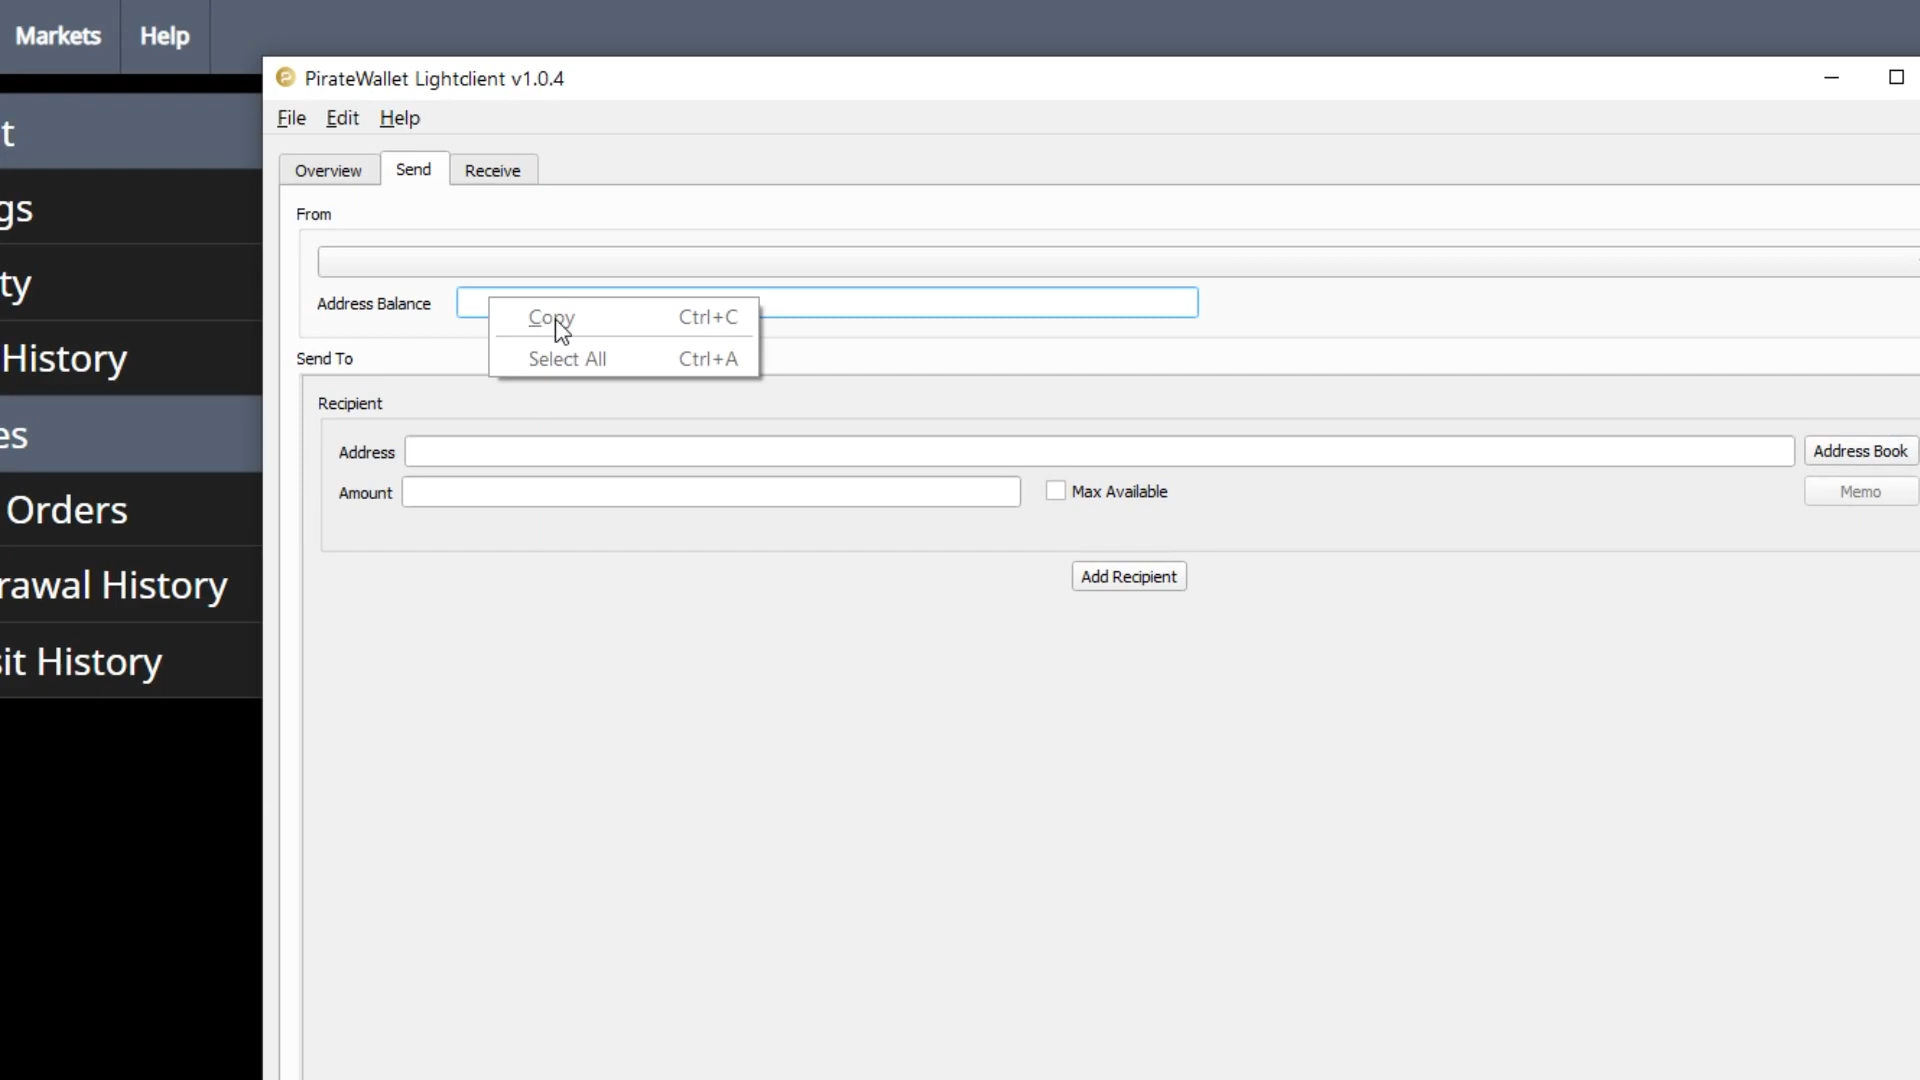 Markets Help
PirateWallet Lightclient v1.0.4
File Edit Help
t
Overview Send Receive
gs
From
ty
Address Balance
Copy Ctrl+C
Select All Ctrl+A
History
Send To
Recipient
es
Address Address Book
Amount Max Available Memo
Orders
Add Recipient
rawal History
sit History